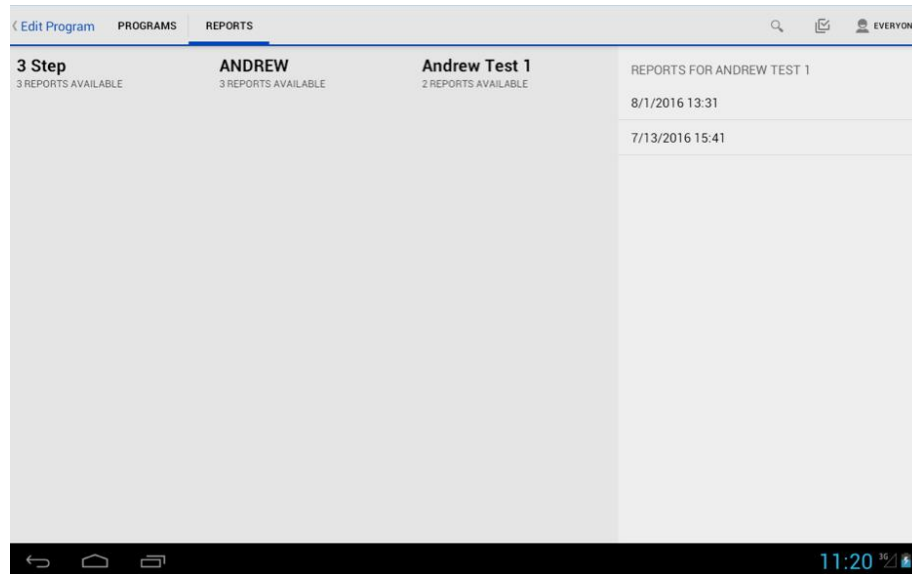 Edit Program PROGRAMS REPORTS EVERYON
3 Step
3 REPORTS AVAILABLE
ANDREW
3 REPORTS AVAILABLE
Andrew Test 1
2 REPORTS AVAILABLE
REPORTS FOR ANDREW TEST 1
8/1/2016 13:31
7/13/2016 15:41
11:20 3G